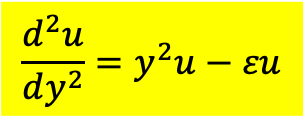 d²u/dy² = y²u − εu